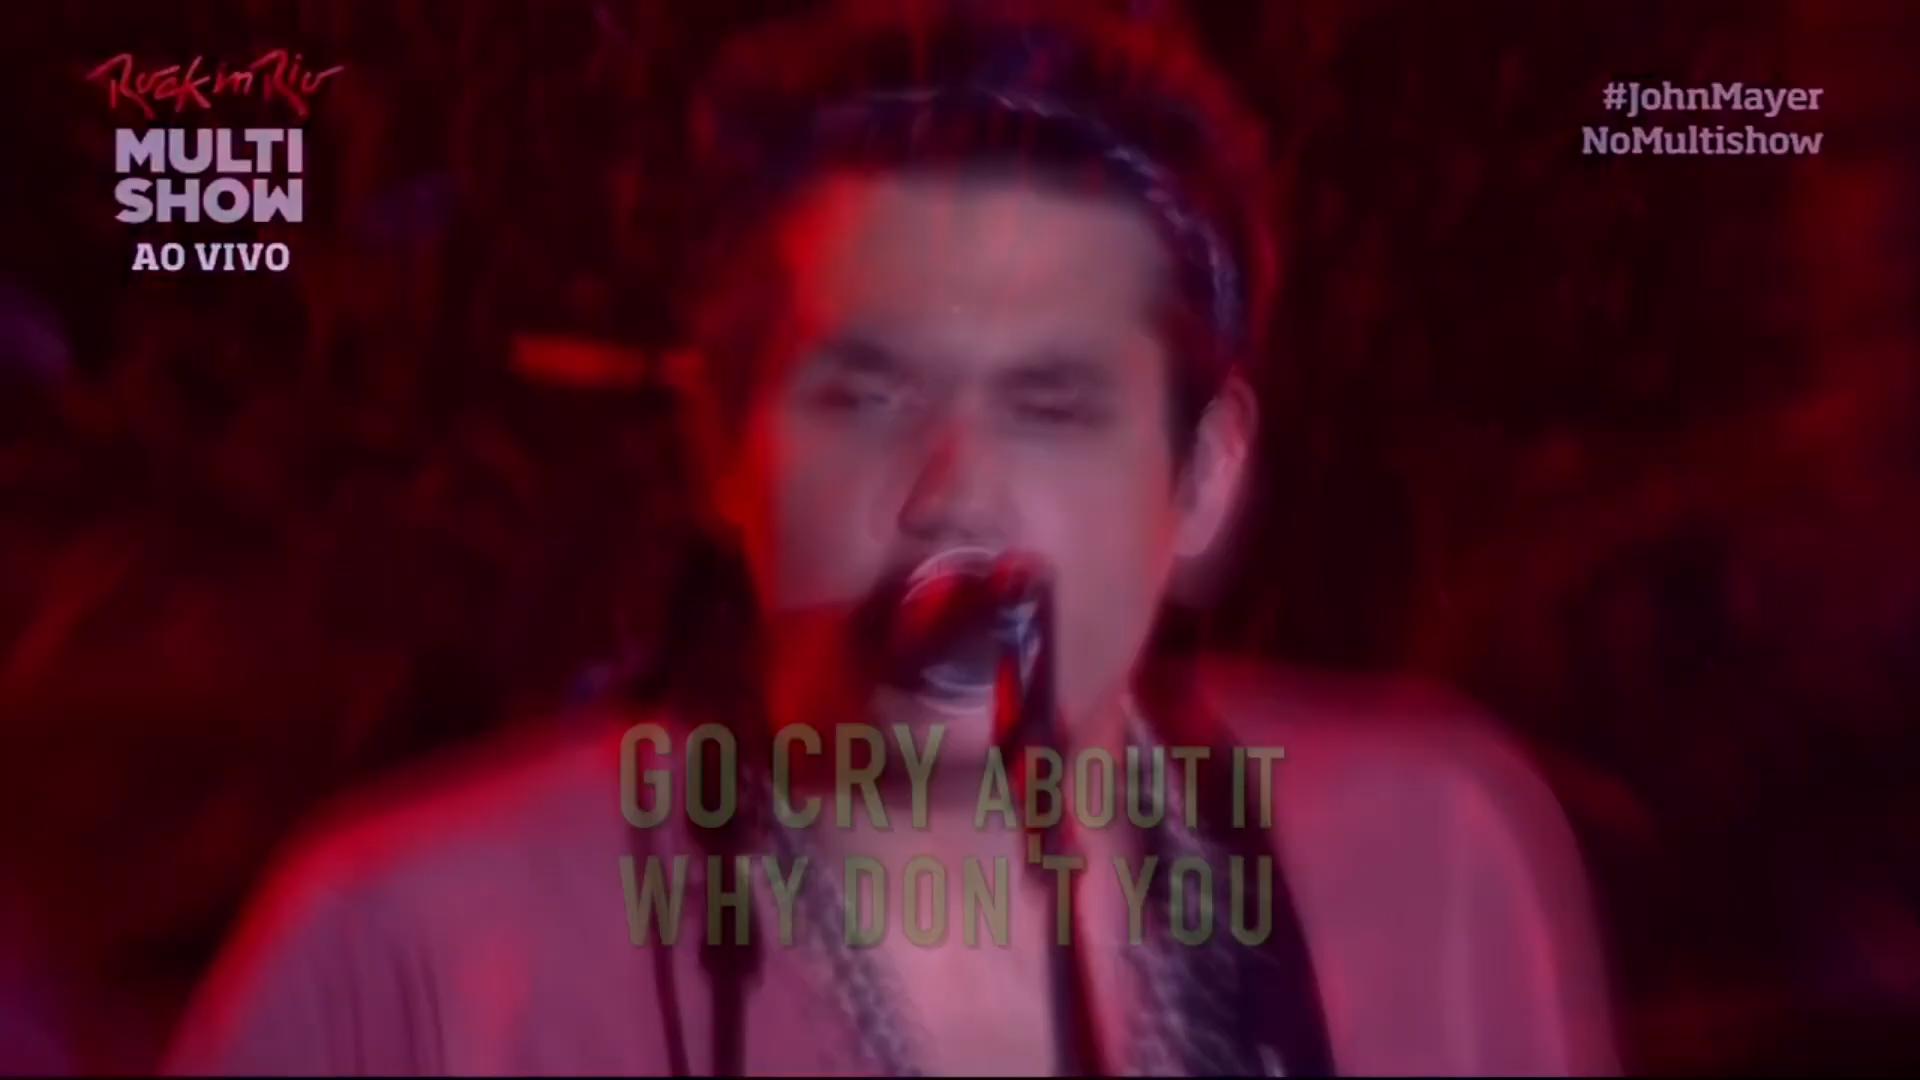 Rock in Rio
MULTI
SHOW
AO VIVO
#JohnMayer
NoMultishow
GO CRY ABOUT IT
WHY DON'T YOU